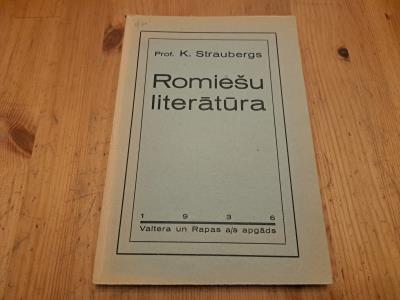 Prof. K. Straubergs
Romiešu
literātūra
1 9 3 6
Valtera un Rapas a/s apgāds